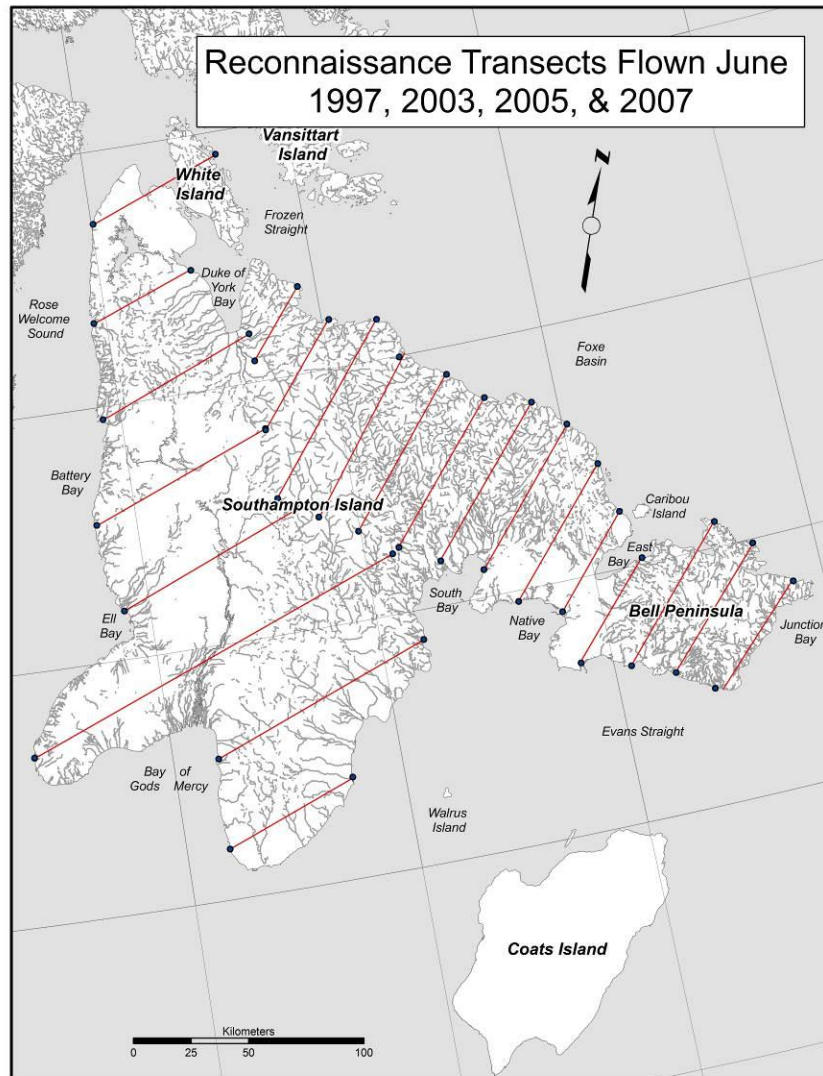 Reconnaissance Transects Flown June
1997, 2003, 2005, & 2007
Vansittart
Island
White
Island
Frozen
Straight
N
Duke of
York
Bay
Rose
Welcome
Sound
Foxe
Basin
Battery
Bay
Southampton Island
Caribou
Island
East
Bay
South
Bay
Native
Bay
Bell Peninsula
Junction
Bay
Ell
Bay
Evans Straight
Bay of
Gods Mercy
Walrus
Island
Coats Island
Kilometers
0 25 50 100